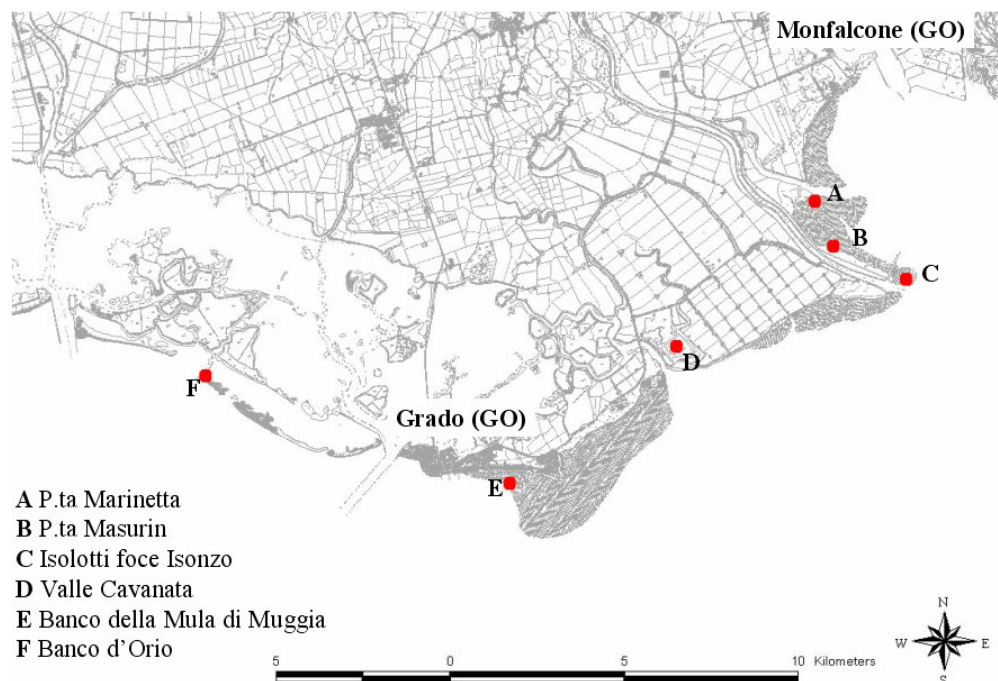 Monfalcone (GO)
A
B
C
D
F
Grado (GO)
E
A P.ta Marinetta
B P.ta Masurin
C Isolotti foce Isonzo
D Valle Cavanata
E Banco della Mula di Muggia
F Banco d'Orio
N
W E
S
5 0 5 10 Kilometers